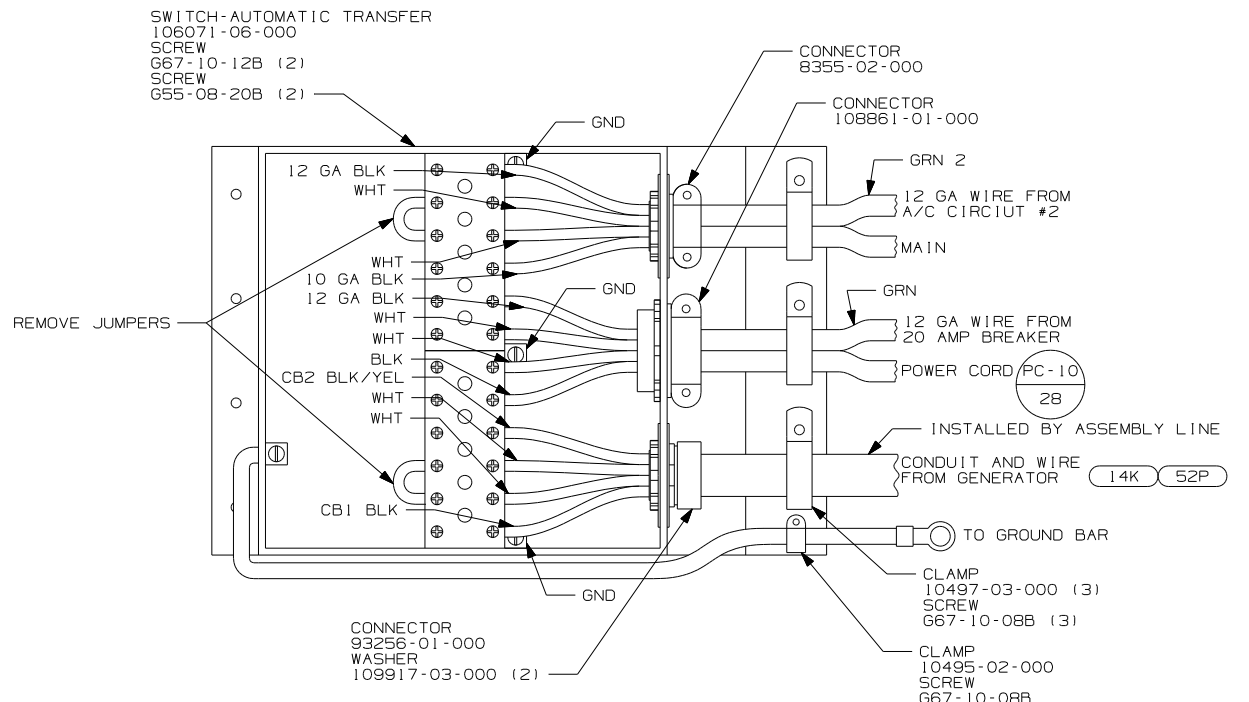 SWITCH-AUTOMATIC TRANSFER
106071-06-000
SCREW
G67-10-12B (2)
SCREW
G55-08-20B (2)
CONNECTOR
8355-02-000
CONNECTOR
108861-01-000
GND
12 GA BLK
WHT
GRN 2
12 GA WIRE FROM
A/C CIRCIUT #2
MAIN
WHT
10 GA BLK
12 GA BLK
GND
GRN
REMOVE JUMPERS
WHT
12 GA WIRE FROM
20 AMP BREAKER
WHT
BLK
CB2 BLK/YEL
POWER CORD
PC-10
28
WHT
WHT
INSTALLED BY ASSEMBLY LINE
CONDUIT AND WIRE
FROM GENERATOR
14K
52P
CB1 BLK
TO GROUND BAR
GND
CLAMP
10497-03-000 (3)
SCREW
G67-10-08B (3)
CONNECTOR
93256-01-000
WASHER
109917-03-000 (2)
CLAMP
10495-02-000
SCREW
G67-10-08B